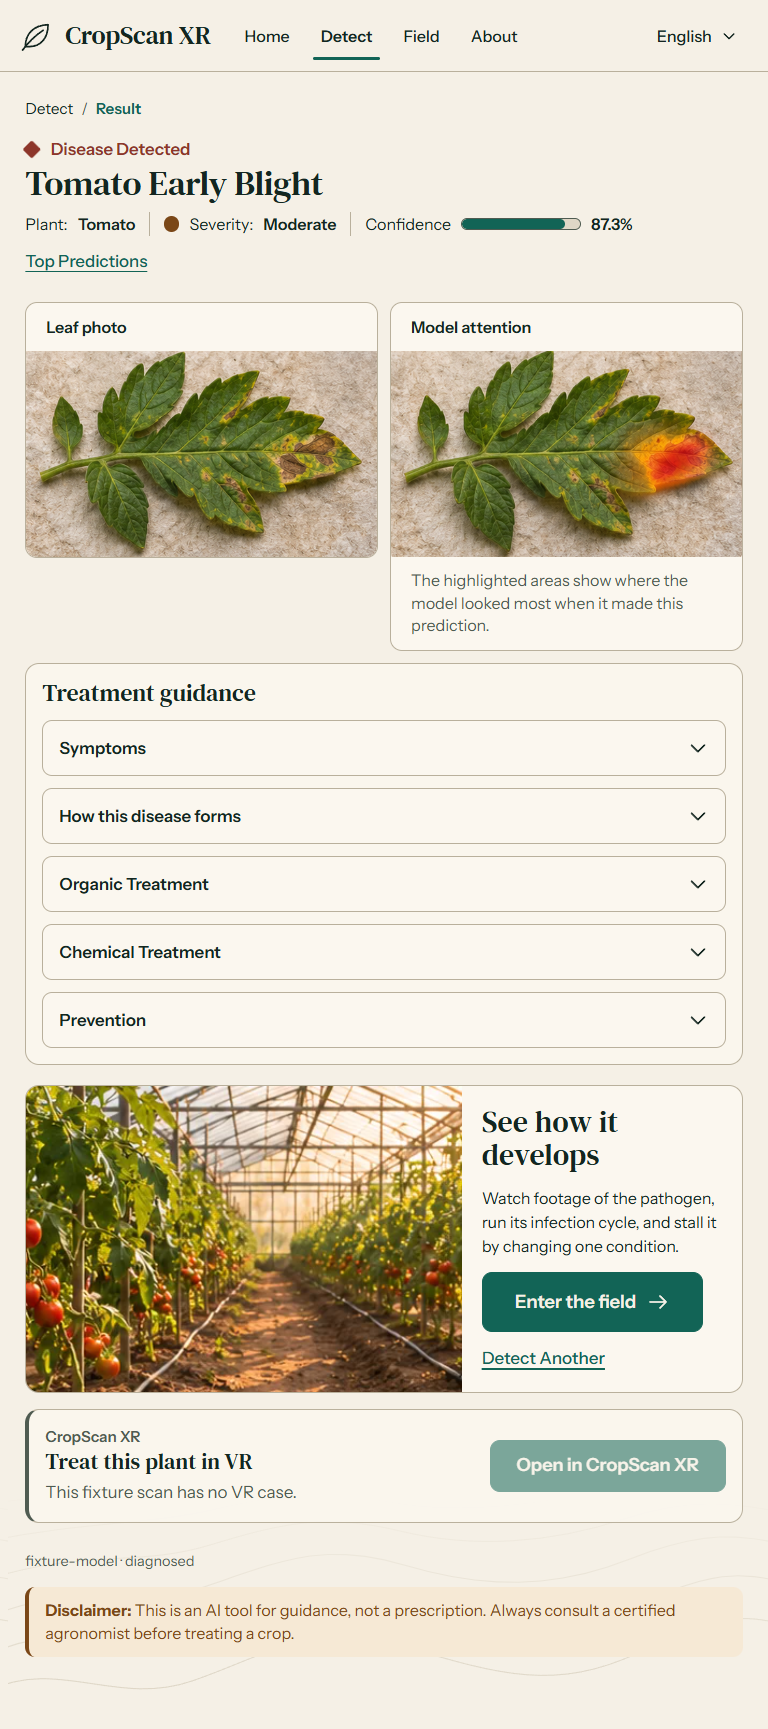 CropScan XR
Home
Detect
Field
About
English
Detect / Result
Disease Detected
Tomato Early Blight
Plant: Tomato
Severity: Moderate
Confidence 87.3%
Top Predictions
Leaf photo
Model attention
The highlighted areas show where the
model looked most when it made this
prediction.
Treatment guidance
Symptoms
How this disease forms
Organic Treatment
Chemical Treatment
Prevention
See how it
develops
Watch footage of the pathogen,
run its infection cycle, and stall it
by changing one condition.
Enter the field →
Detect Another
CropScan XR
Treat this plant in VR
This fixture scan has no VR case.
Open in CropScan XR
fixture-model · diagnosed
Disclaimer: This is an AI tool for guidance, not a prescription. Always consult a certified
agronomist before treating a crop.